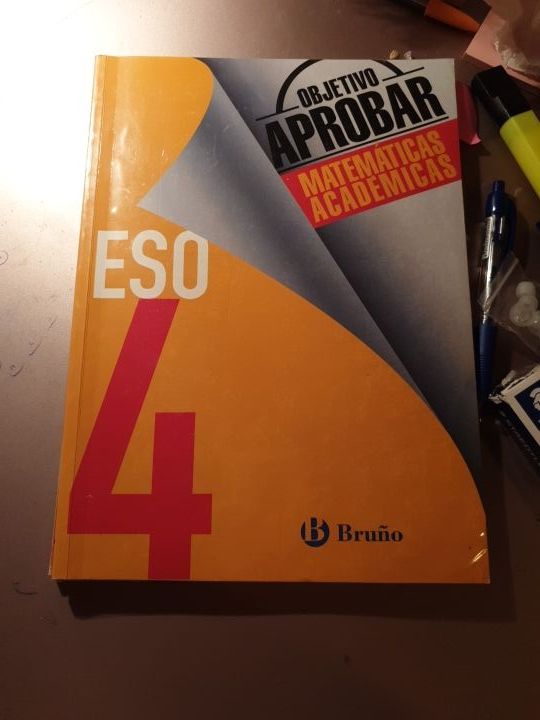 OBJETIVO
APROBAR
MATEMÁTICAS
ACADÉMICAS
ESO
4
B Bruño